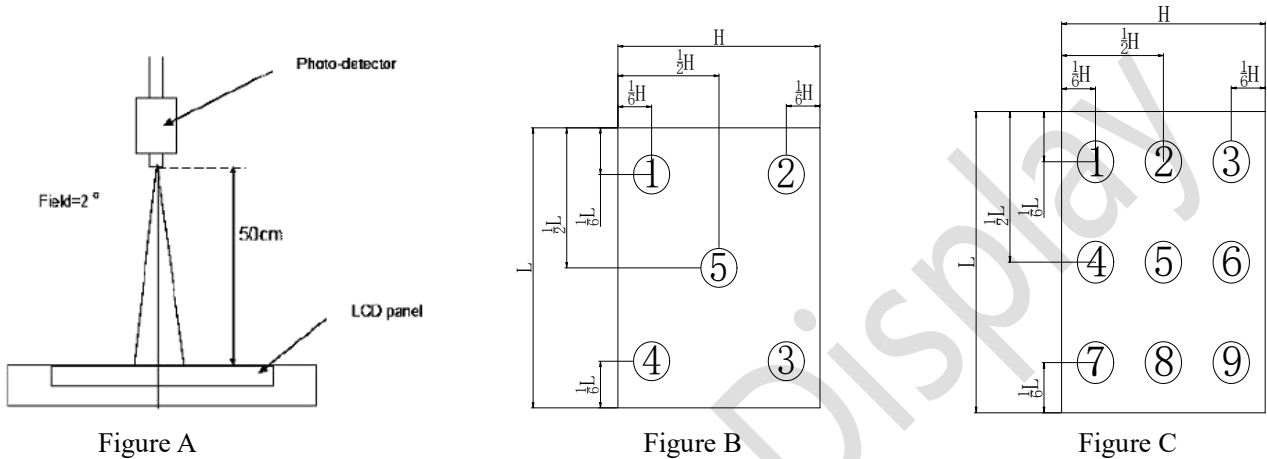 Photo-detector
Field=2°
50cm
LCD panel
Figure A
H
1/2H
1/6H
1/6H
1
2
1/6L
1/2L
L
5
4
3
1/6L
Figure B
H
1/2H
1/6H
1/6H
1
2
3
1/6L
1/2L
L
4
5
6
7
8
9
1/6L
Figure C
Display